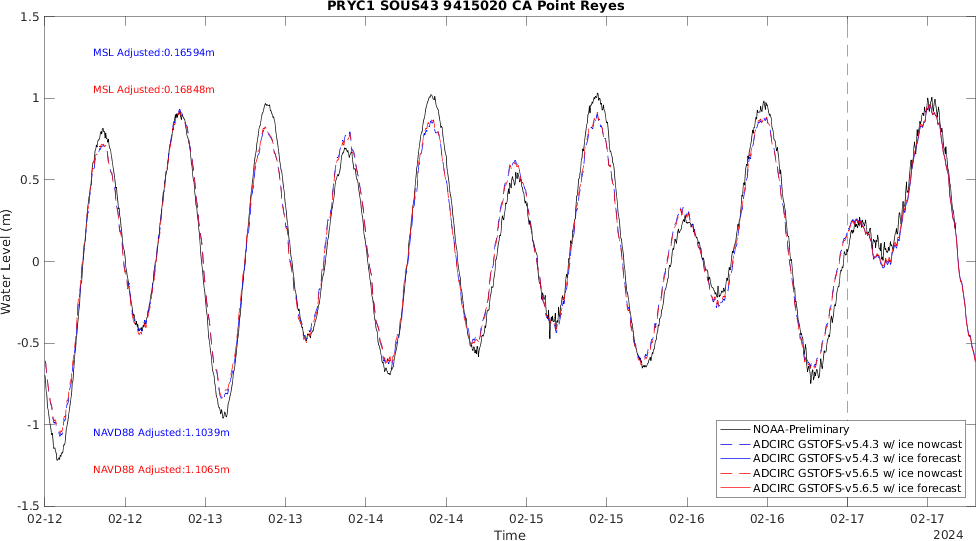 PRYC1 SOUS43 9415020 CA Point Reyes
1.5
MSL Adjusted:0.16594m
MSL Adjusted:0.16848m
1
0.5
Water Level (m)
0
-0.5
-1
NAVD88 Adjusted:1.1039m
NAVD88 Adjusted:1.1065m
-1.5
NOAA-Preliminary
ADCIRC GSTOFS-v5.4.3 w/ ice nowcast
ADCIRC GSTOFS-v5.4.3 w/ ice forecast
ADCIRC GSTOFS-v5.6.5 w/ ice nowcast
ADCIRC GSTOFS-v5.6.5 w/ ice forecast
02-12 02-12 02-13 02-13 02-14 02-14 02-15 02-15 02-16 02-16 02-17 02-17
Time
2024